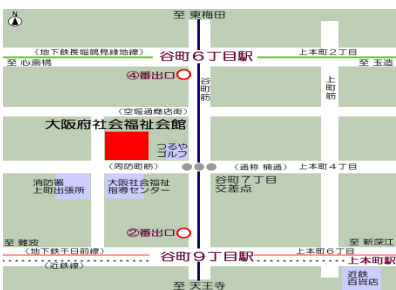 N
至 東梅田
(地下鉄長堀鶴見緑地線)
谷町6丁目駅
上本町2丁目
至 心斎橋
至 玉造
④番出口
谷町筋
上町筋
(空堀通商店街)
大阪府社会福祉会館
つるや
ゴルフ
(周防町筋)
(通称 楠通)
上本町4丁目
消防署
上町出張所
大阪社会福祉
指導センター
谷町7丁目
交差点
②番出口
至 難波
(地下鉄千日前線)
谷町9丁目駅
上本町6丁目
至 新深江
上本町駅
(近鉄線)
近鉄
百貨店
至 天王寺